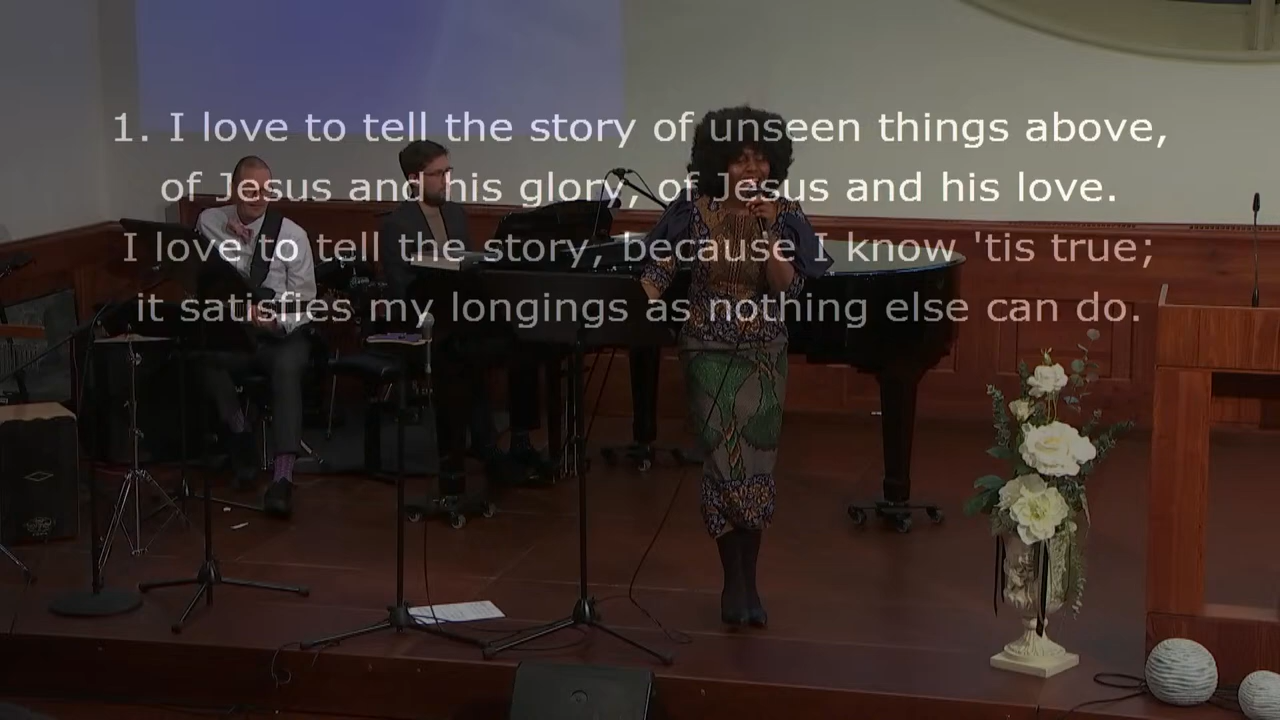 1. I love to tell the story of unseen things above,
of Jesus and his glory, of Jesus and his love.
I love to tell the story, because I know 'tis true;
it satisfies my longings as nothing else can do.